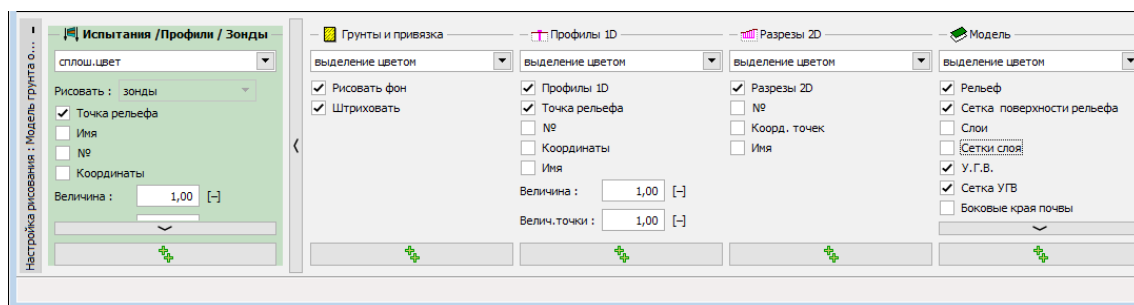 Настройка рисования : Модель грунта о...
Испытания /Профили / Зонды
сплош.цвет
Рисовать : зонды
Точка рельефа
Имя
№
Координаты
Величина : 1,00 [–]
Грунты и привязка
выделение цветом
Рисовать фон
Штриховать
Профилы 1D
выделение цветом
Профилы 1D
Точка рельефа
№
Координаты
Имя
Величина : 1,00 [–]
Велич.точки : 1,00 [–]
Разрезы 2D
выделение цветом
Разрезы 2D
№
Коорд. точек
Имя
Модель
выделение цветом
Рельеф
Сетка поверхности рельефа
Слои
Сетки слоя
У.Г.В.
Сетка УГВ
Боковые края почвы